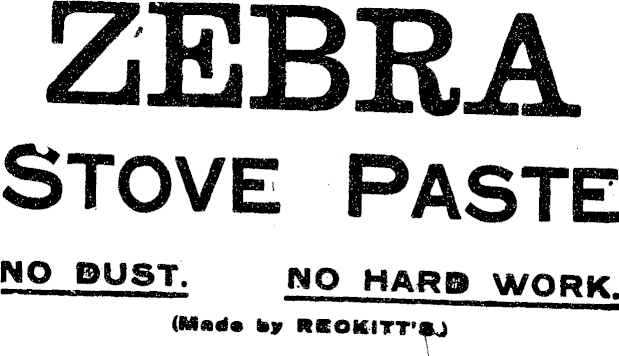 ZEBRA
STOVE PASTE
NO DUST. NO HARD WORK.
(Made by RECKITT'S.)